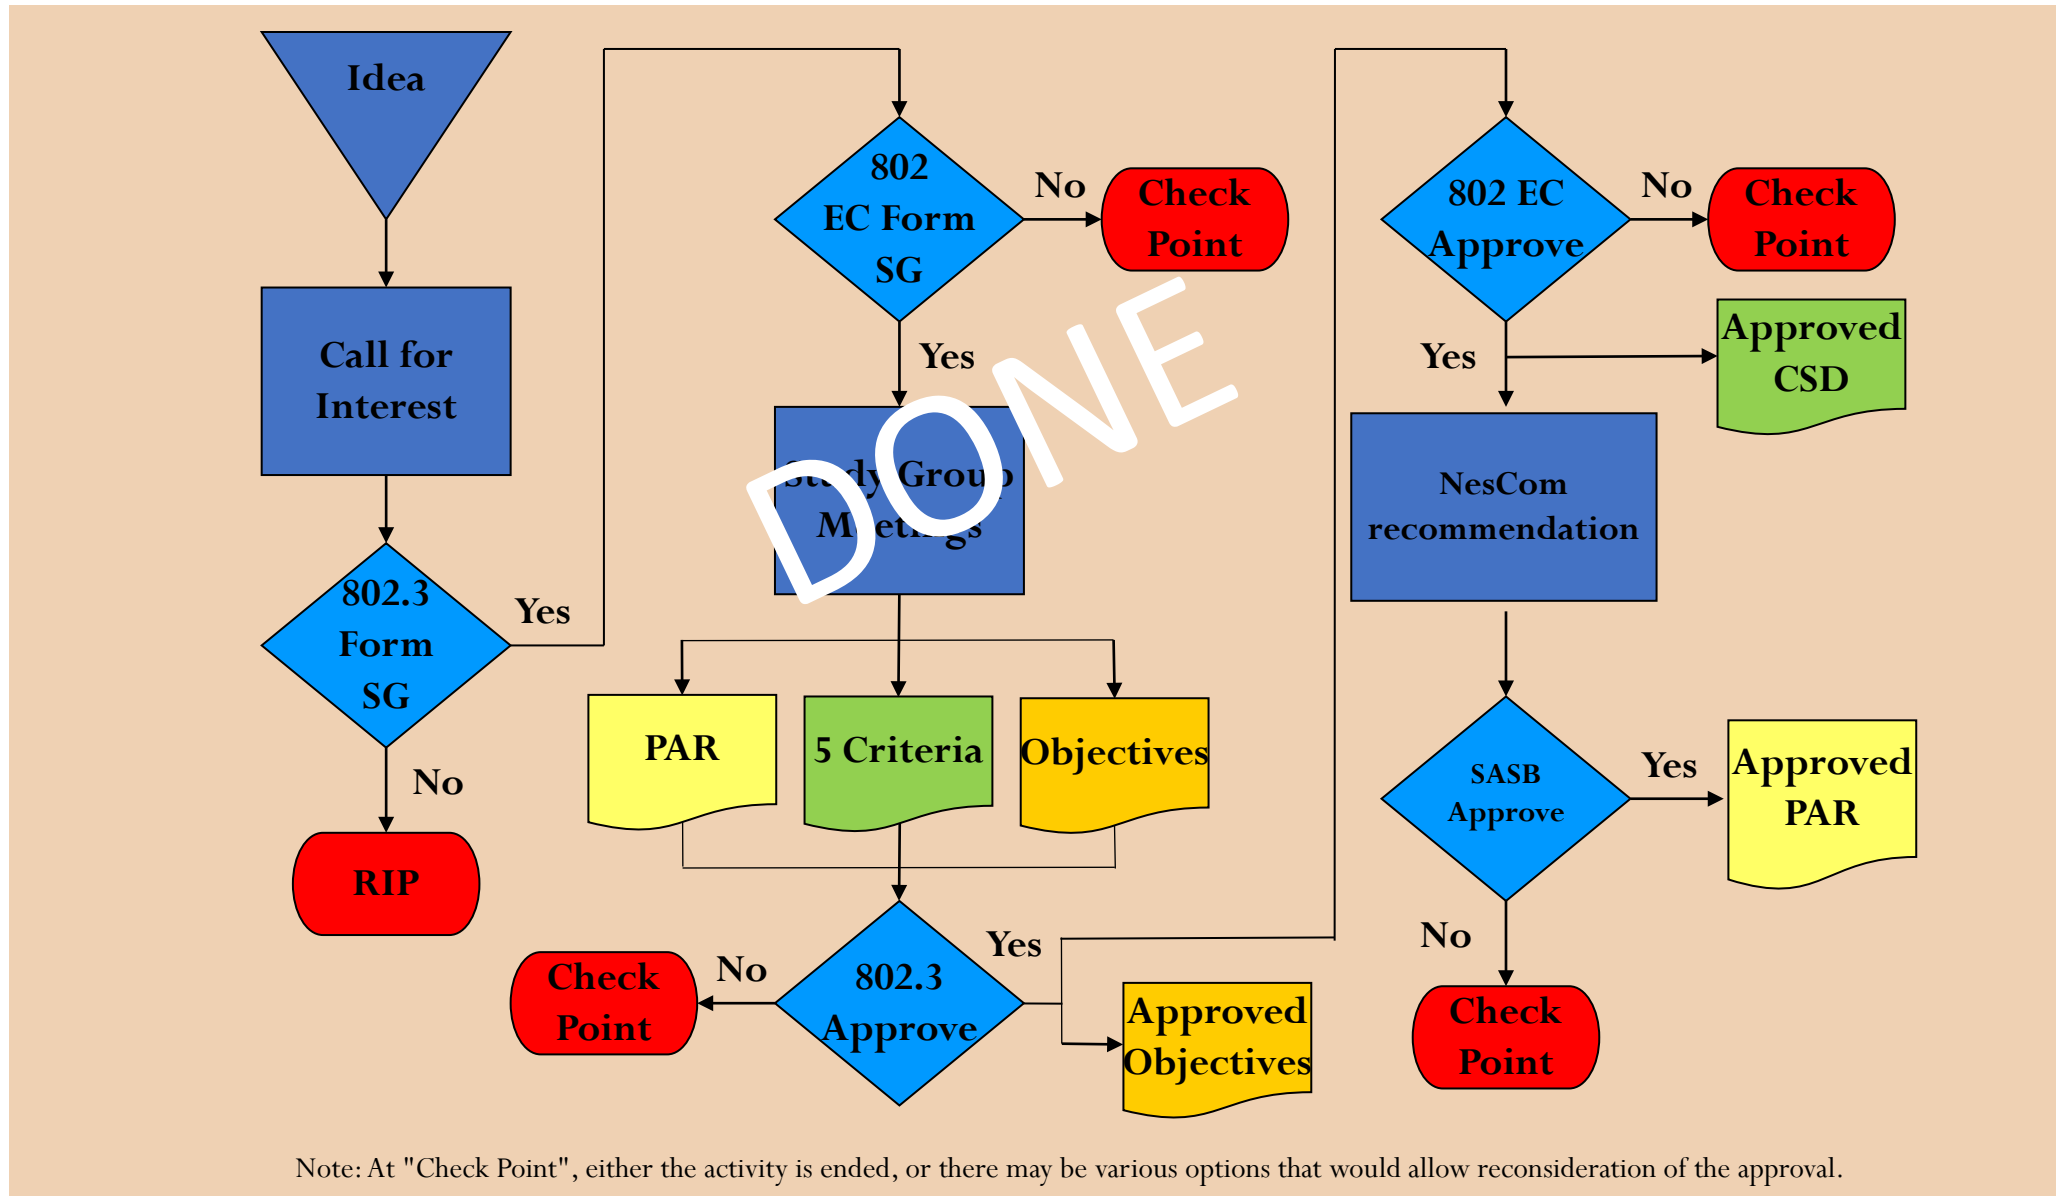 Idea
Call for
Interest
802.3
Form
SG
Yes
No
RIP
802
EC Form
SG
No
Check
Point
Yes
Study Group
Meetings
DONE
PAR
5 Criteria
Objectives
802.3
Approve
No
Check
Point
Yes
Approved
Objectives
802 EC
Approve
No
Check
Point
Yes
Approved
CSD
NesCom
recommendation
SASB
Approve
Yes
Approved
PAR
No
Check
Point
Note: At "Check Point", either the activity is ended, or there may be various options that would allow reconsideration of the approval.